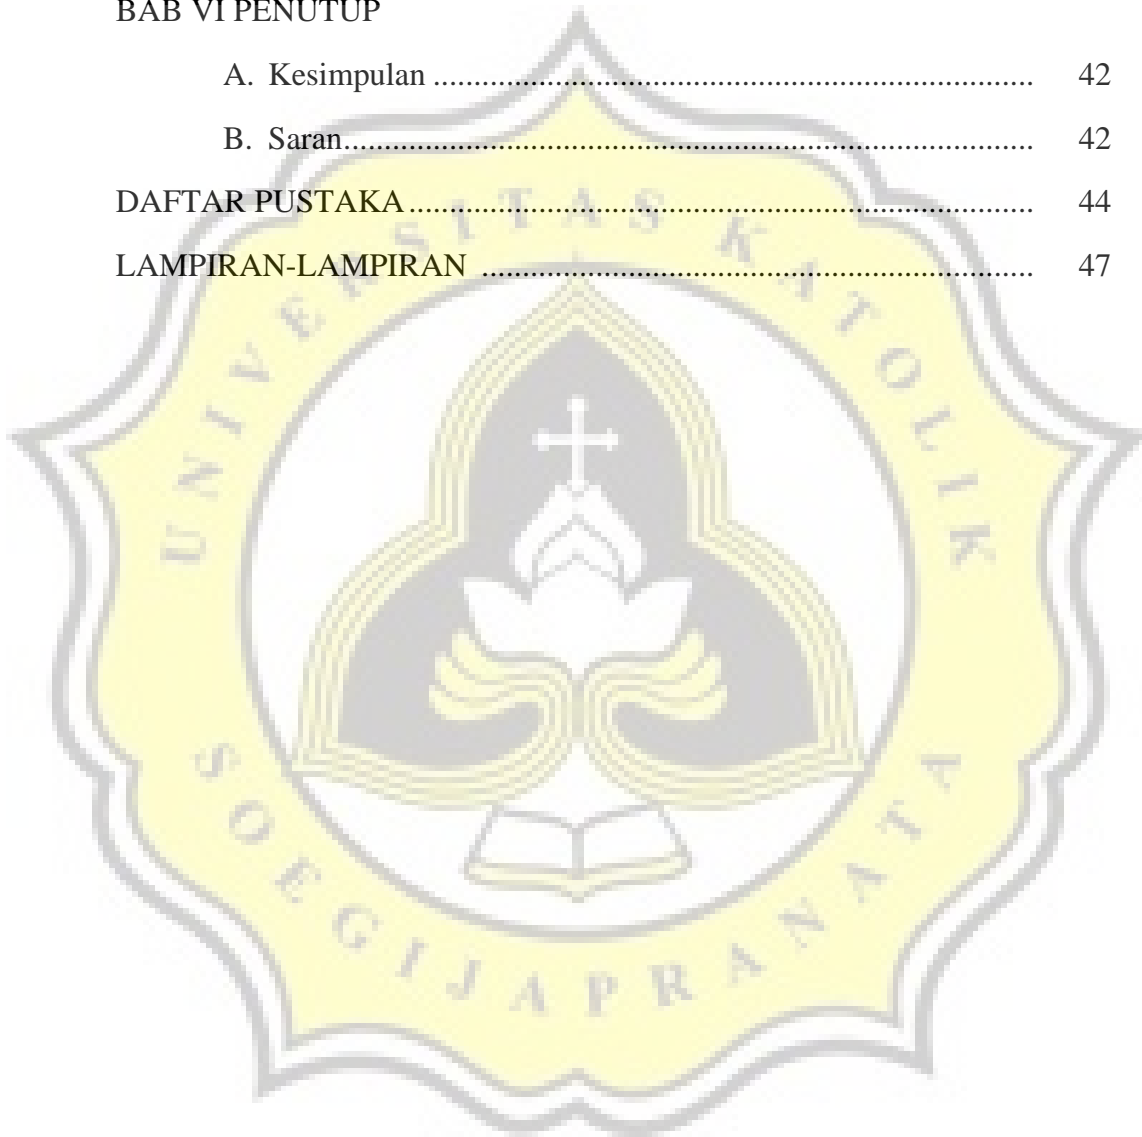 BAB VI PENUTUP
A. Kesimpulan ........................................................................... 42
B. Saran...................................................................................... 42
DAFTAR PUSTAKA.............................................................................. 44
LAMPIRAN-LAMPIRAN ..................................................................... 47
UNIVERSITAS KATOLIK
SOEGIJAPRANATA